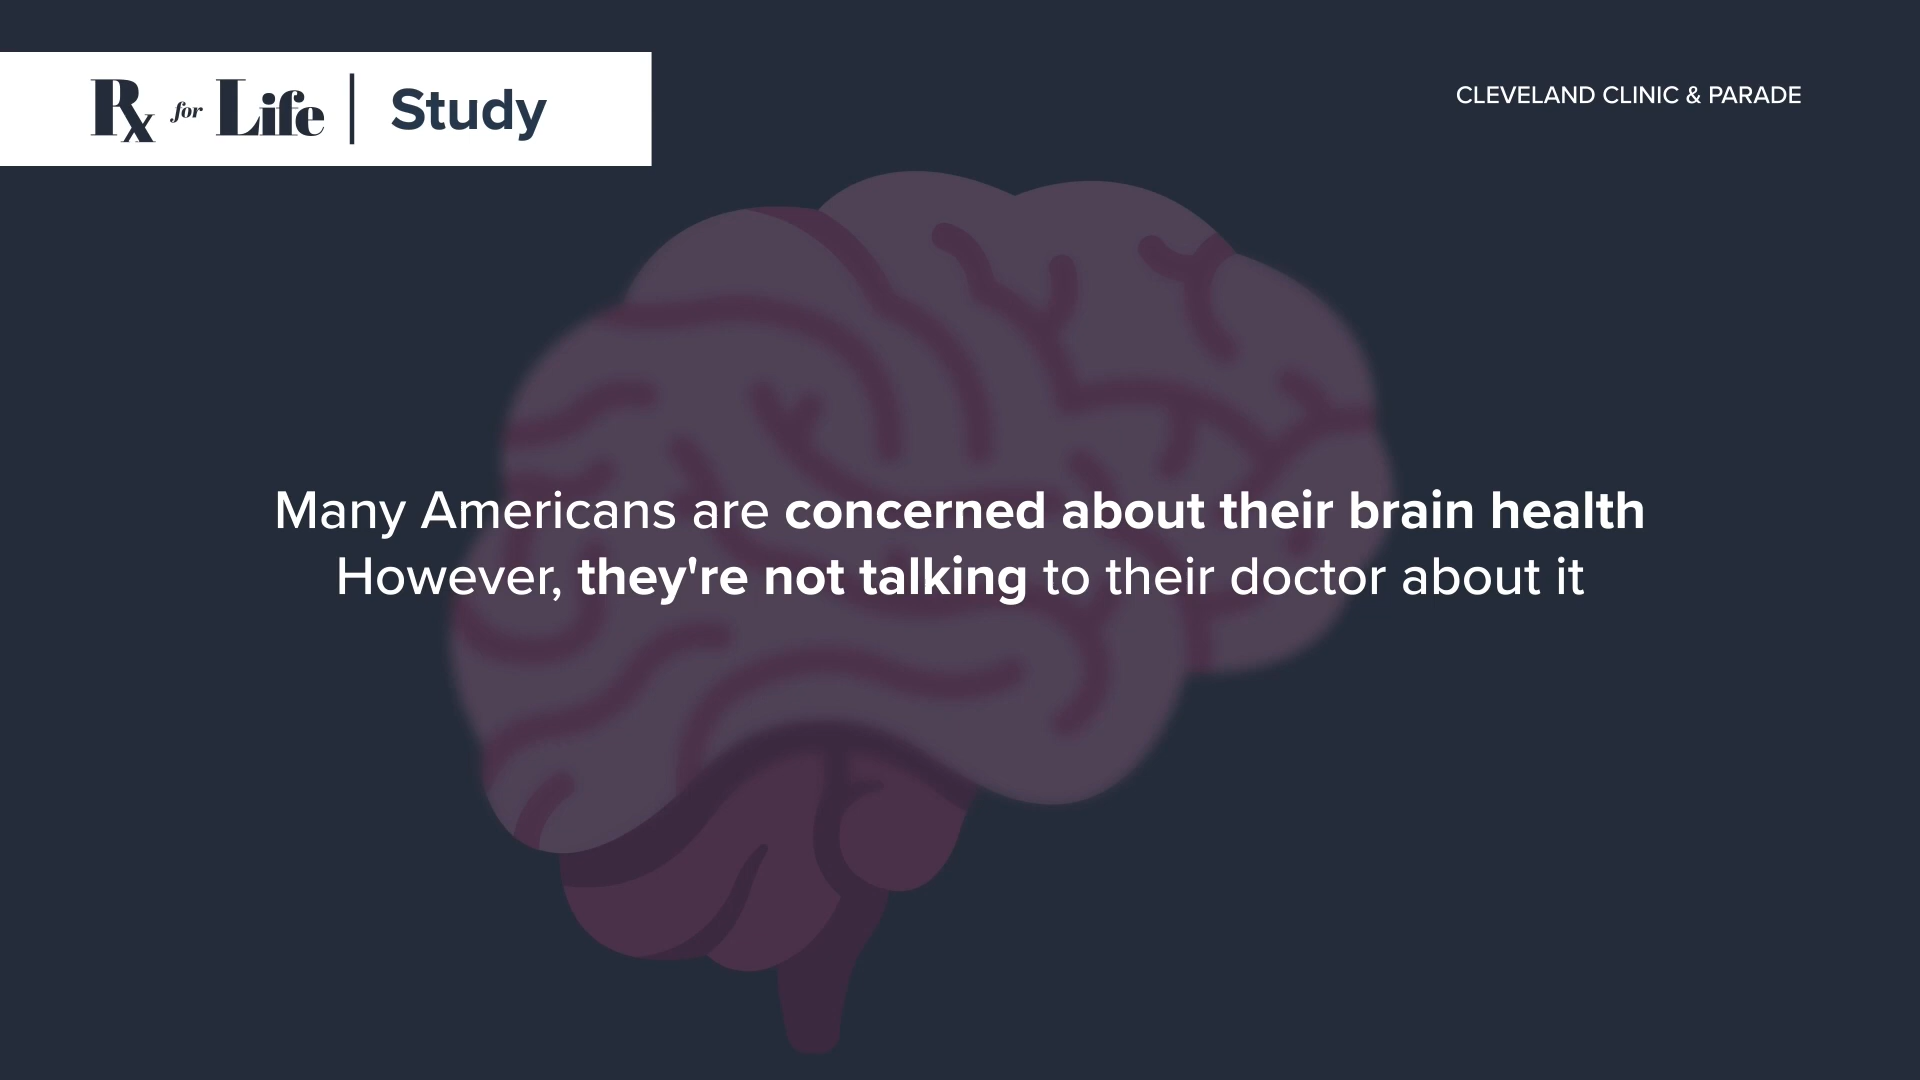 Rx for Life | Study
CLEVELAND CLINIC & PARADE
Many Americans are concerned about their brain health
However, they're not talking to their doctor about it